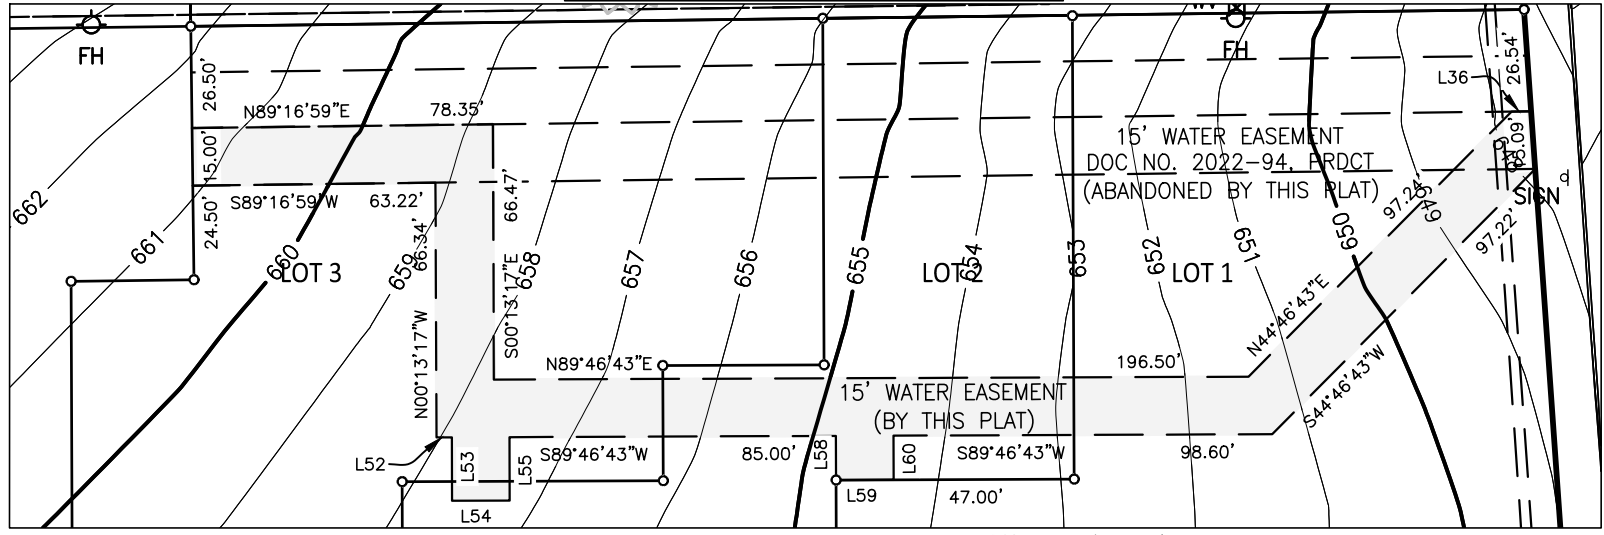 FH
FH
26.50'
26.54'
L36
N89°16'59"E
78.35'
15.00'
15' WATER EASEMENT
DOC NO. 2022-94, PRDCT
(ABANDONED BY THIS PLAT)
SIGN
S89°16'59"W
63.22'
24.50'
66.34'
66.47'
97.24'
97.22'
662
661
660
659
658
657
656
655
654
653
652
651
650
649
LOT 3
LOT 2
LOT 1
N00°13'17"W
S00°13'17"E
N44°46'43"E
S44°46'43"W
N89°46'43"E
196.50'
15' WATER EASEMENT
(BY THIS PLAT)
L52
L53
L55
S89°46'43"W
85.00'
L58
L60
S89°46'43"W
98.60'
L54
L59
47.00'